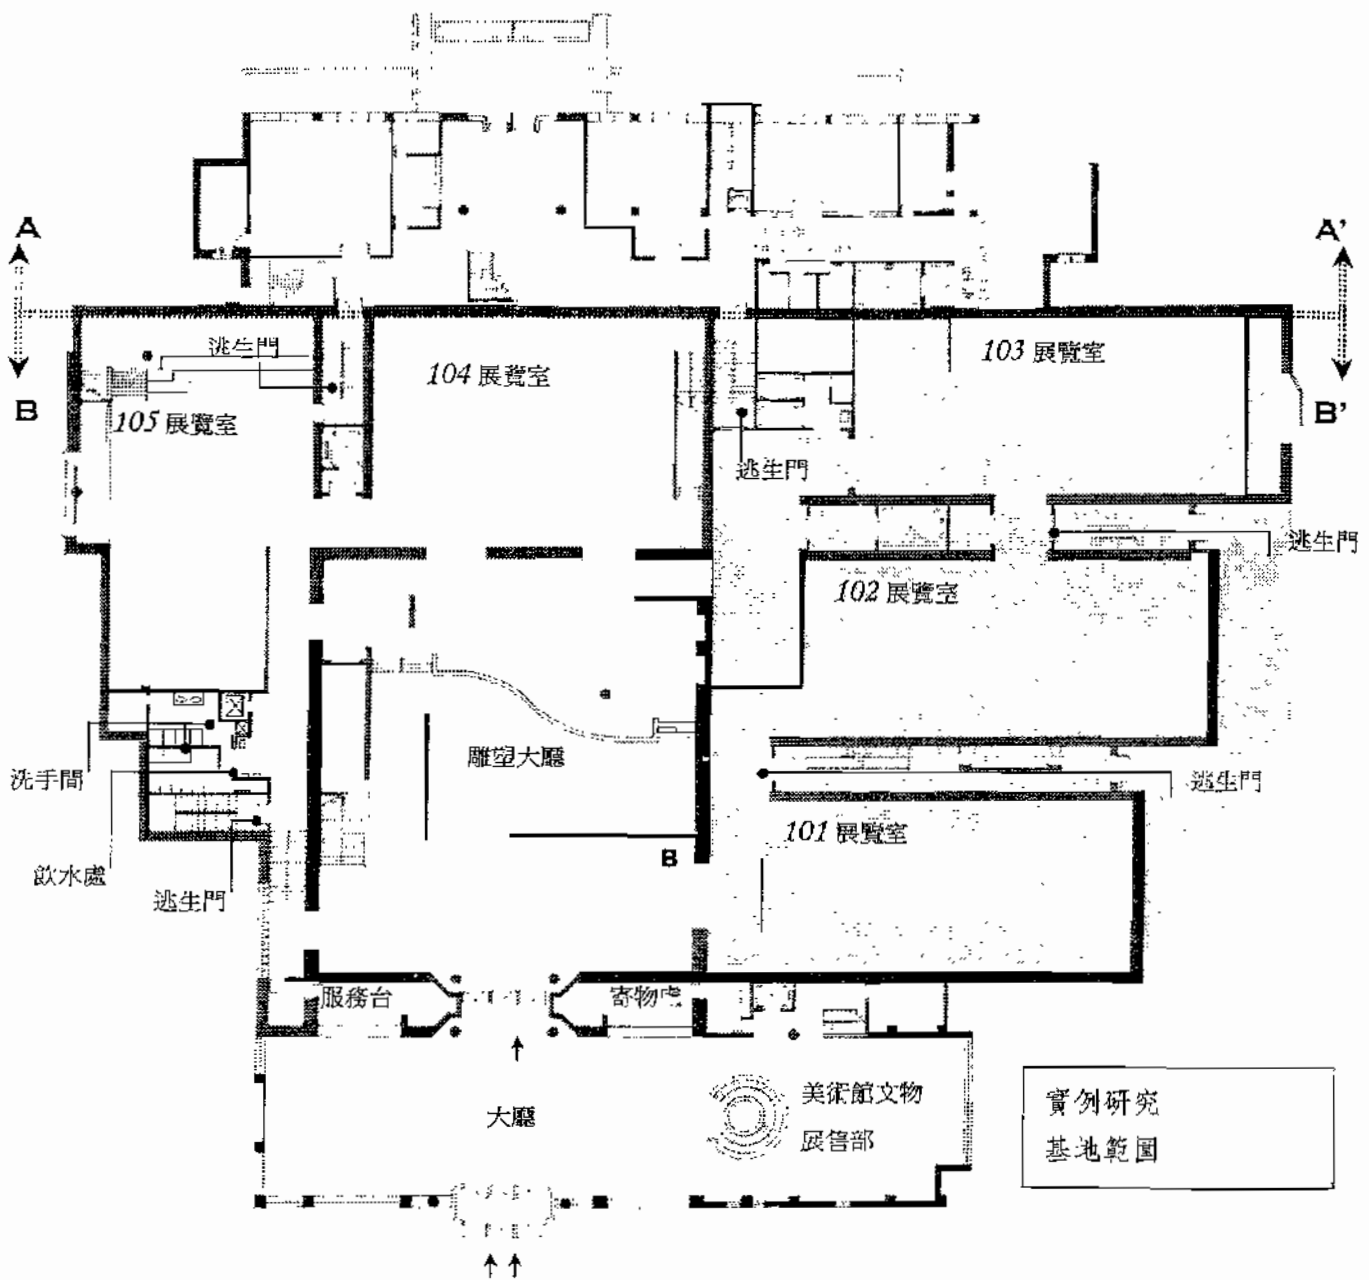 A
A'
逃生門
104 展覽室
103 展覽室
B
B'
105 展覽室
逃生門
逃生門
102 展覽室
雕塑大廳
洗手間
逃生門
101 展覽室
B
飲水處
逃生門
服務台
寄物處
大廳
美術館文物
展售部
實例研究
基地範圍